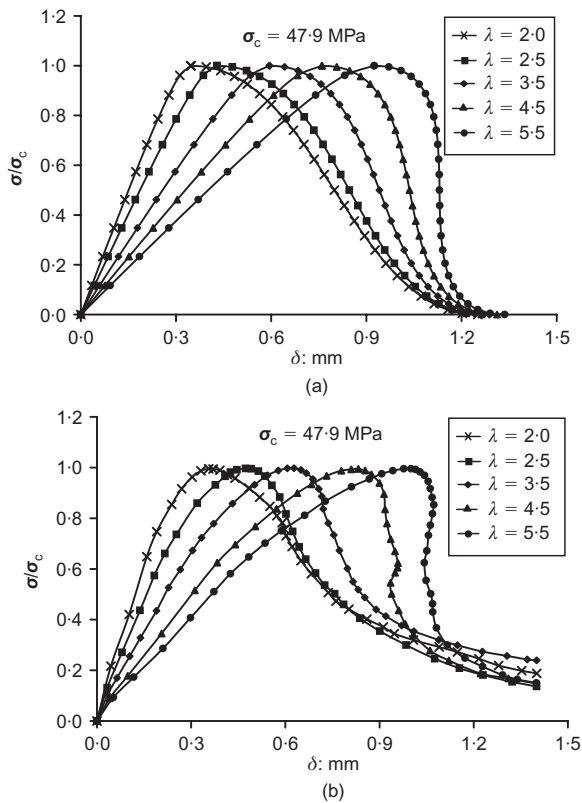 1·2
1·0
0·8
0·6
0·4
0·2
0·0
σ/σc
σc = 47·9 MPa
λ = 2·0
λ = 2·5
λ = 3·5
λ = 4·5
λ = 5·5
0·0 0·3 0·6 0·9 1·2 1·5
δ: mm
(a)
1·2
1·0
0·8
0·6
0·4
0·2
0·0
σ/σc
σc = 47·9 MPa
λ = 2·0
λ = 2·5
λ = 3·5
λ = 4·5
λ = 5·5
0·0 0·3 0·6 0·9 1·2 1·5
δ: mm
(b)